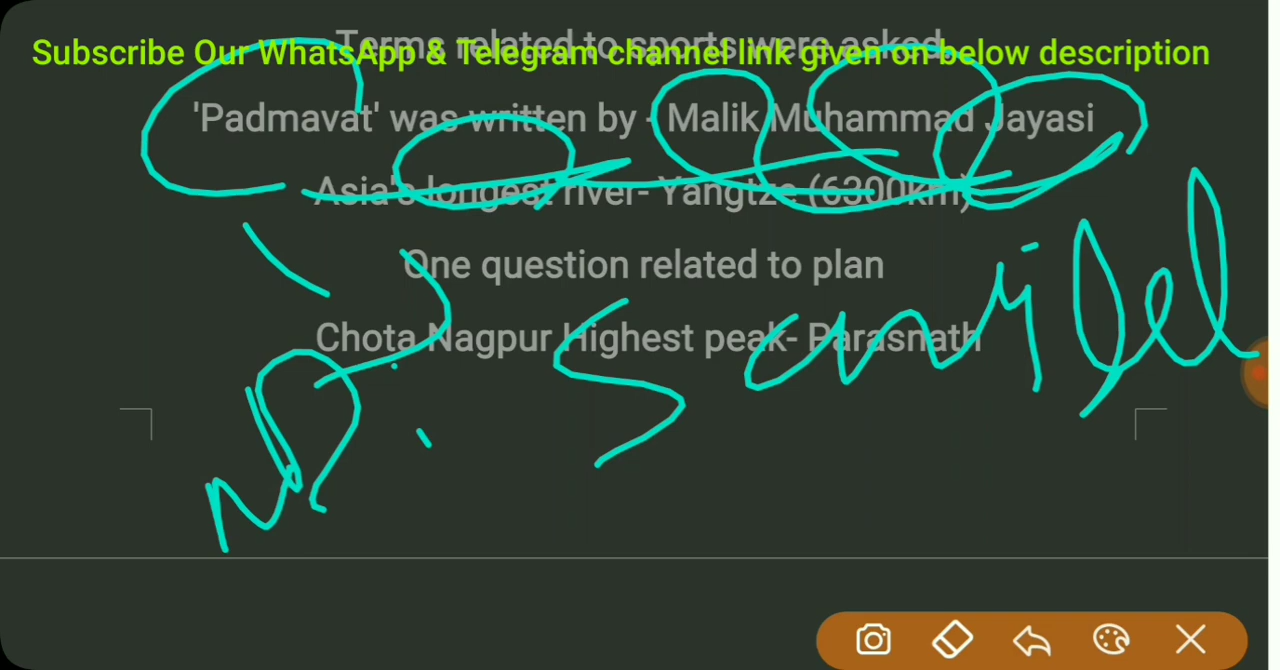 Terms related to sports were asked.
Subscribe Our WhatsApp & Telegram channel link given on below description
'Padmavat' was written by - Malik Muhammad Jayasi
Asia's longest river- Yangtze (6300km)
One question related to plan
Chota Nagpur Highest peak- Parasnath